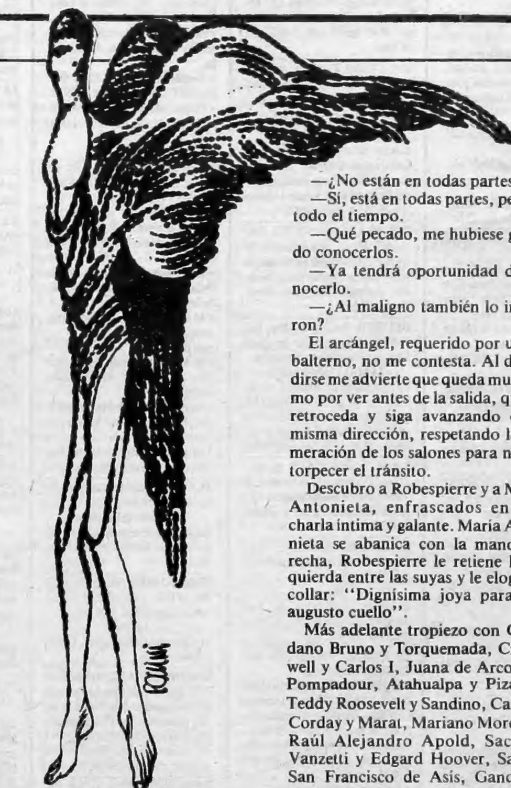 —¿No están en todas partes
—Sí, está en todas partes, pe
todo el tiempo.
—Qué pecado, me hubiese g
do conocerlos.
—Ya tendrá oportunidad d
nocerlo.
—¿Al maligno también lo in
ron?
El arcángel, requerido por u
balterno, no me contesta. Al d
dirse me advierte que queda mu
mo por ver antes de la salida, q
retroceda y siga avanzando
misma dirección, respetando l
meración de los salones para n
torpecer el tránsito.
Descubro a Robespierre y a M
Antonieta, enfrascados en
charla íntima y galante. María A
nieta se abanica con la mano
recha, Robespierre le retiene l
quierda entre las suyas y le elog
collar: “Dignísima joya para
augusto cuello”.
Más adelante tropiezo con G
dano Bruno y Torquemada, C
well y Carlos I, Juana de Arco
Pompadour, Atahualpa y Piza
Teddy Roosevelt y Sandino, Ca
Corday y Marat, Mariano More
Raúl Alejandro Apold, Sac
Vanzetti y Edgard Hoover, Sa
San Francisco de Asís, Gand